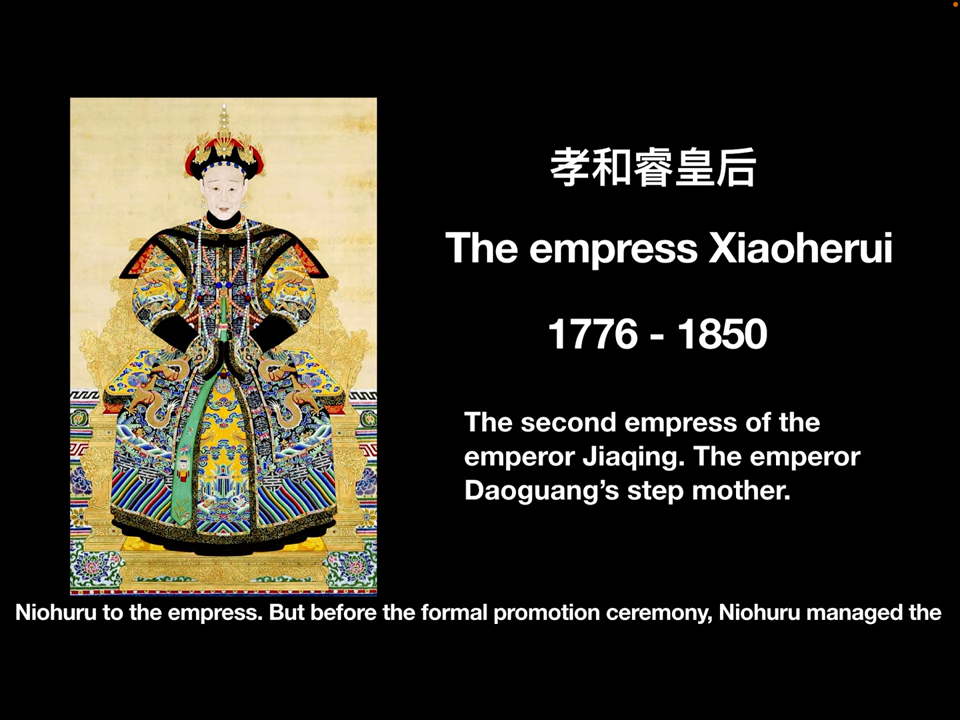 孝和睿皇后
The empress Xiaoherui
1776 - 1850
The second empress of the
emperor Jiaqing. The emperor
Daoguang’s step mother.
Niohuru to the empress. But before the formal promotion ceremony, Niohuru managed the